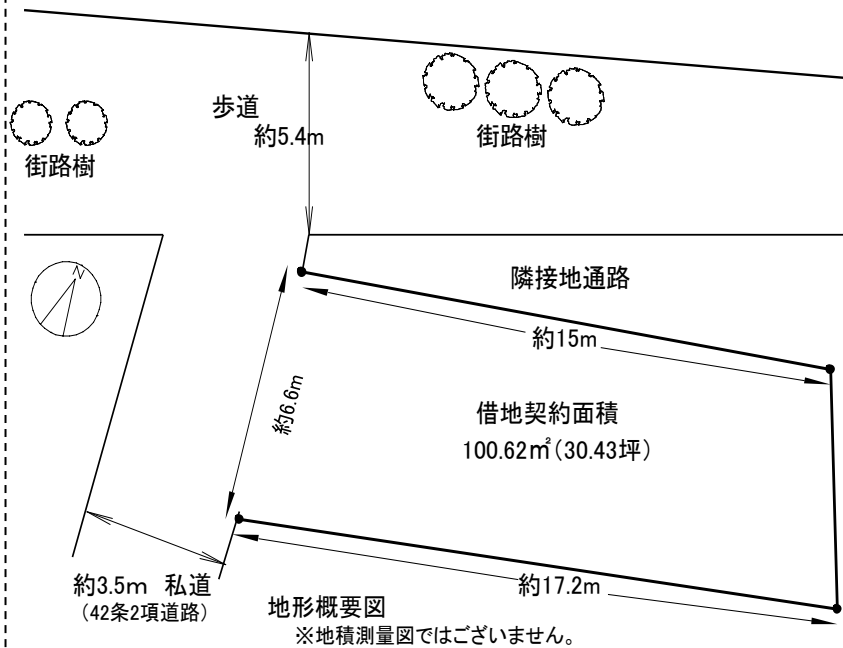 歩道
約5.4m
街路樹
街路樹
N
隣接地通路
約15m
約6.6m
借地契約面積
100.62㎡(30.43坪)
約3.5m 私道
(42条2項道路)
約17.2m
地形概要図
※地積測量図ではございません。